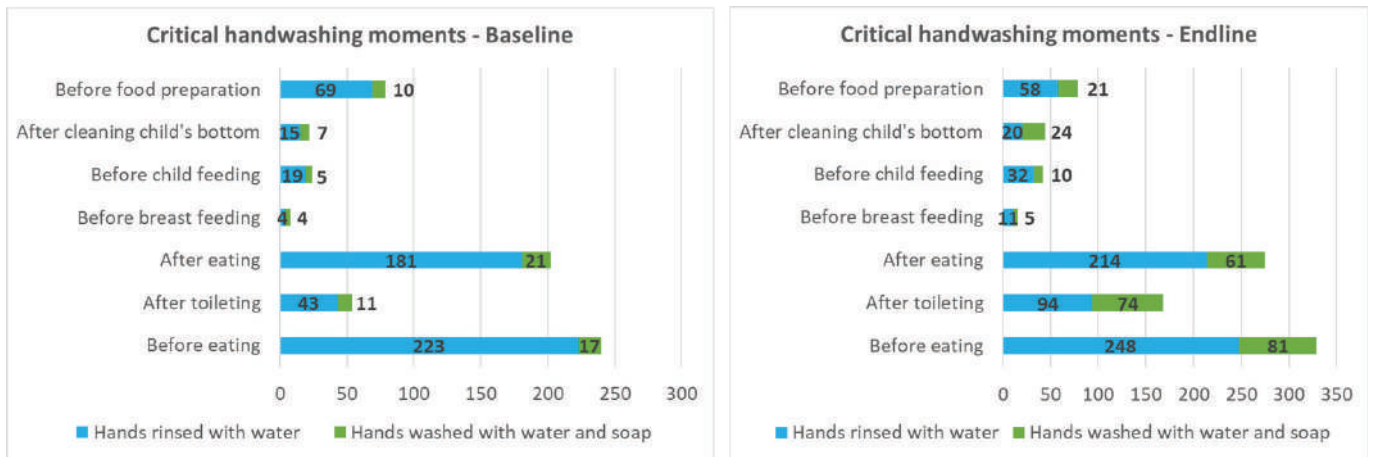 Critical handwashing moments - Baseline
Before food preparation 69 10
After cleaning child's bottom 15 7
Before child feeding 19 5
Before breast feeding 4 4
After eating 181 21
After toileting 43 11
Before eating 223 17
0 50 100 150 200 250 300
Hands rinsed with water Hands washed with water and soap
Critical handwashing moments - Endline
Before food preparation 58 21
After cleaning child's bottom 20 24
Before child feeding 32 10
Before breast feeding 11 5
After eating 214 61
After toileting 94 74
Before eating 248 81
0 50 100 150 200 250 300 350
Hands rinsed with water Hands washed with water and soap